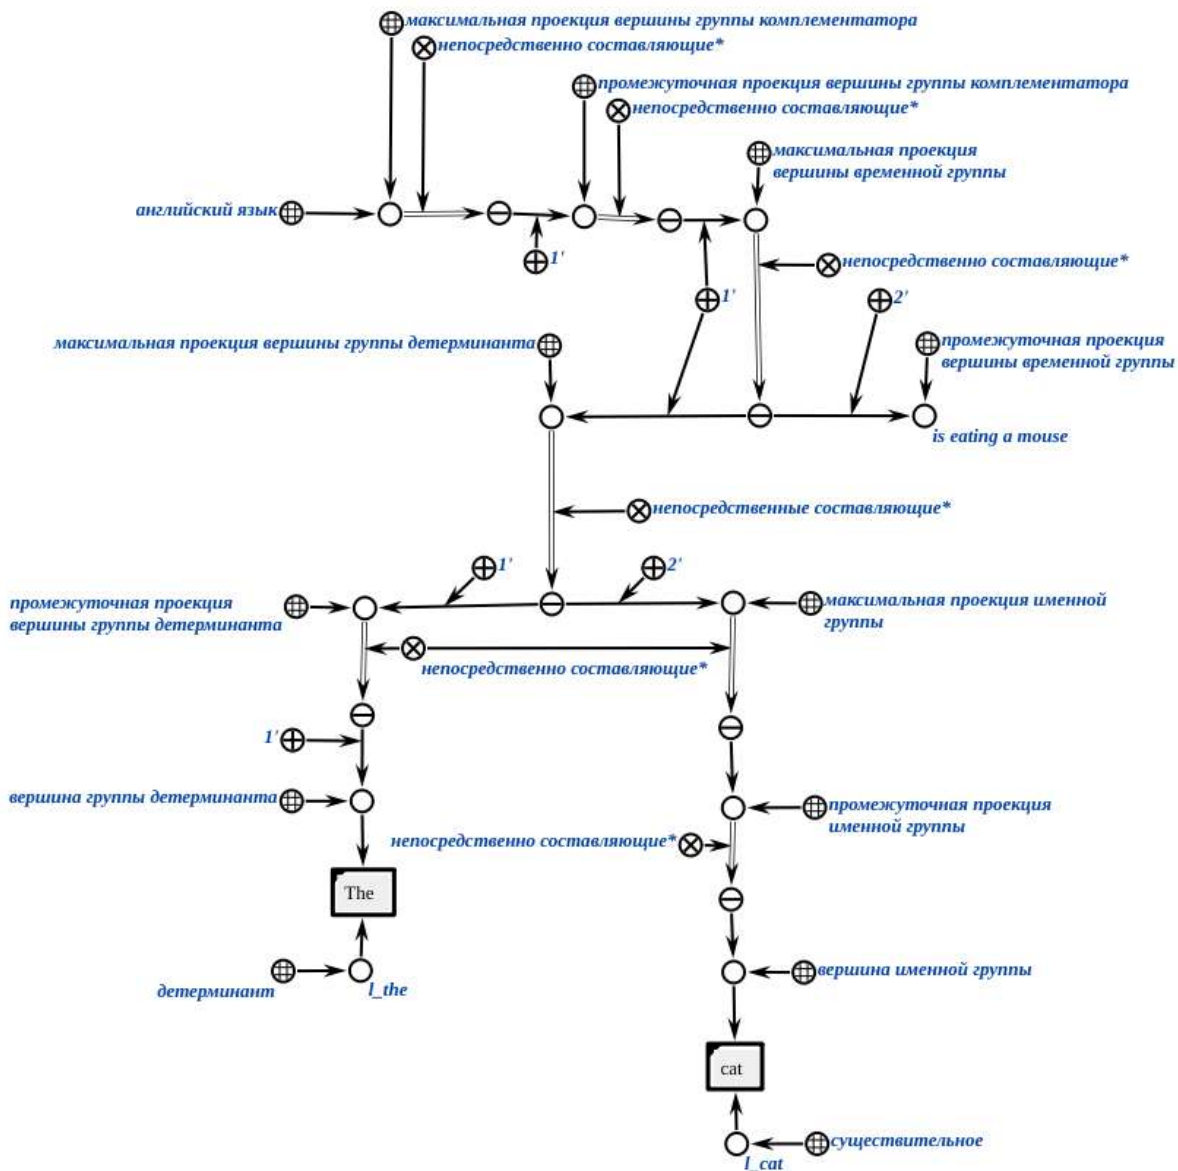 максимальная проекция вершины группы комплементатора
непосредственно составляющие*
промежуточная проекция вершины группы комплементатора
непосредственно составляющие*
максимальная проекция
вершины временной группы
английский язык
1'
непосредственно составляющие*
1'
2'
максимальная проекция вершины группы детерминанта
промежуточная проекция
вершины временной группы
is eating a mouse
непосредственные составляющие*
1'
2'
промежуточная проекция
вершины группы детерминанта
максимальная проекция именной
группы
непосредственно составляющие*
1'
вершина группы детерминанта
промежуточная проекция
именной группы
непосредственно составляющие*
The
вершина именной группы
детерминант
l_the
cat
существительное
l_cat